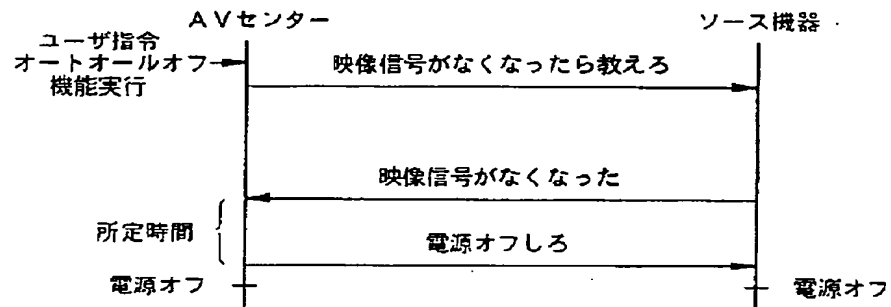 AVセンター
ソース機器
ユーザ指令
オートオールオフ
機能実行
映像信号がなくなったら教えろ
映像信号がなくなった
所定時間
電源オフしろ
電源オフ
電源オフ